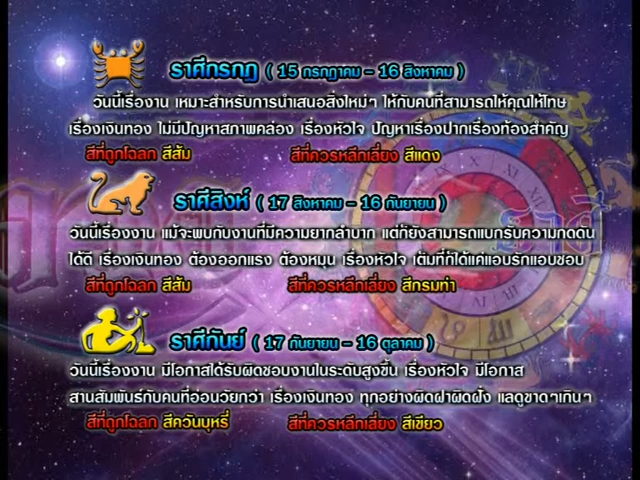 ราศีกรกฎ ( 15 กรกฎาคม - 16 สิงหาคม )
วันนี้เรื่องาน เหมาะสำหรับการนำเสนอสิ่งใหม่ๆ ให้กับคนที่สามารถให้คุณให้โทษ
เรื่องเงินทอง ไม่มีปัญหาสภาพคล่อง เรื่องหัวใจ ปัญหาเรื่องปากเรื่องท้องสำคัญ
สีที่ถูกโฉลก สีส้ม สีที่ควรหลีกเลี่ยง สีแดง
ราศีสิงห์ ( 17 สิงหาคม - 16 กันยายน )
วันนี้เรื่องงาน แม้จะพบกับงานที่มีความยากลำบาก แต่ก็ยังสามารถแบกรับความกดดัน
ได้ดี เรื่องเงินทอง ต้องออกแรง ต้องหมุน เรื่องหัวใจ เต็มที่ก็ได้แค่แอบรักแอบชอบ
สีที่ถูกโฉลก สีส้ม สีที่ควรหลีกเลี่ยง สีกรมท่า
ราศีกันย์ ( 17 กันยายน - 16 ตุลาคม )
วันนี้เรื่องงาน มีโอกาสได้รับผิดชอบงานในระดับสูงขึ้น เรื่องหัวใจ มีโอกาส
สานสัมพันธ์กับคนที่อ่อนวัยกว่า เรื่องเงินทอง ทุกอย่างผิดฝาผิดฝั่ง แลดูขาดๆเกินๆ
สีที่ถูกโฉลก สีควันบุหรี่ สีที่ควรหลีกเลี่ยง สีเขียว